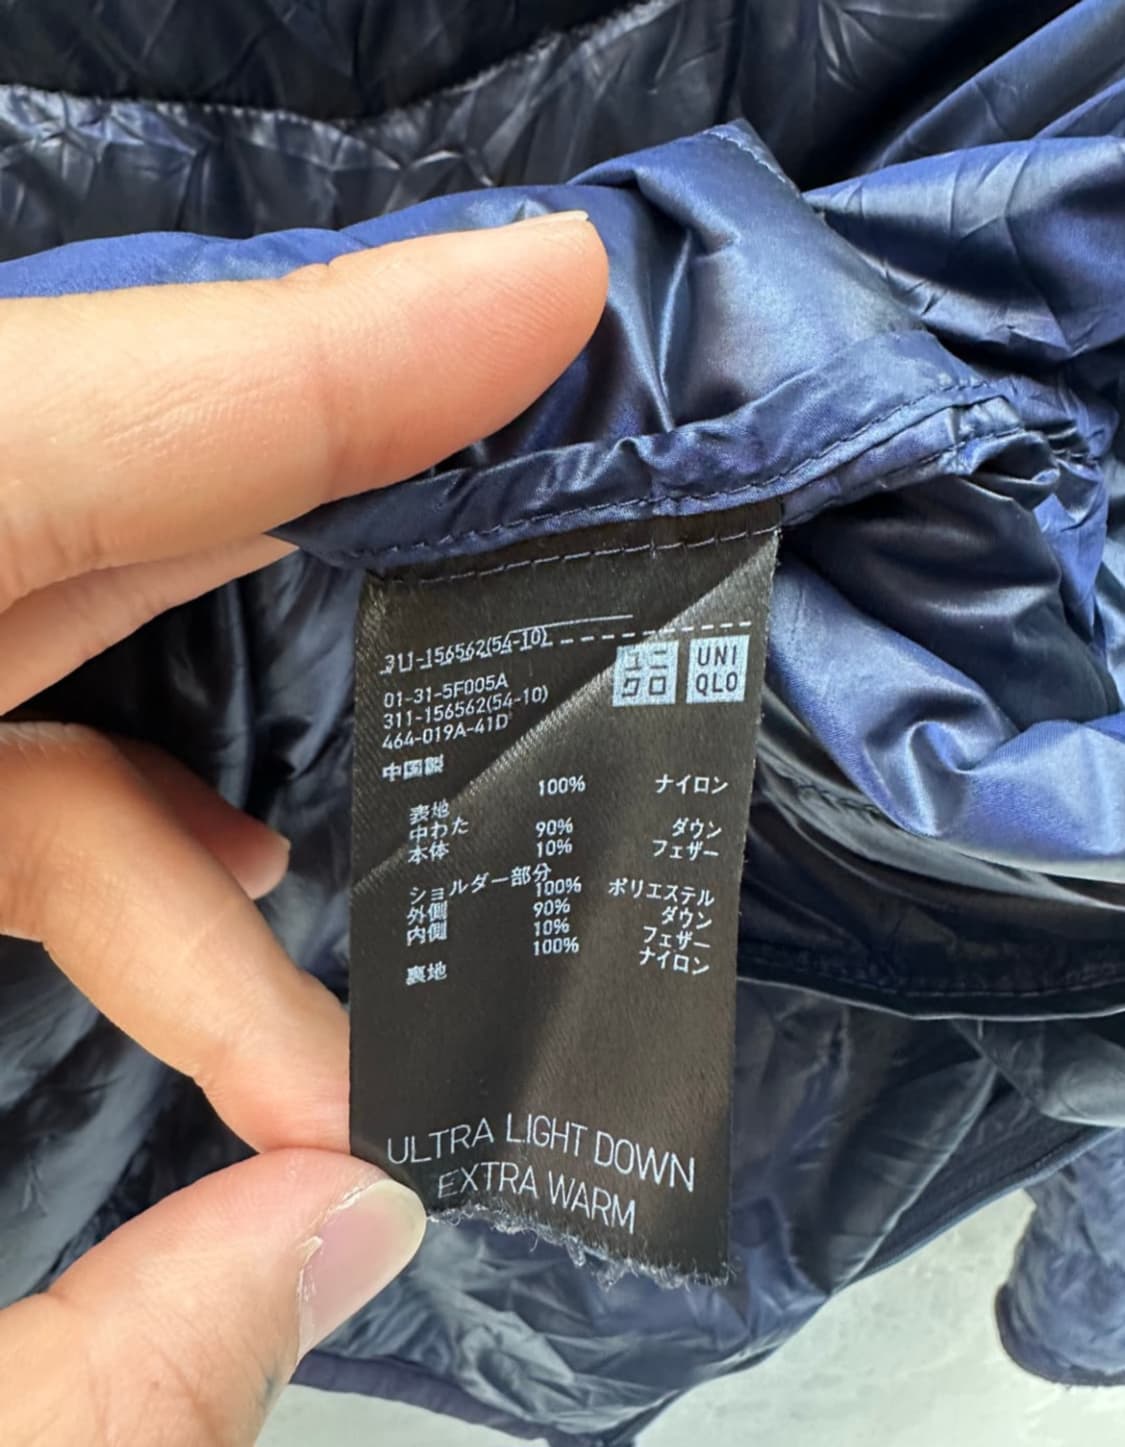 311-156562(54-10)
ユニ
クロ
UNI
QLO
01-31-5F005A
311-156562(54-10)
464-019A-41D
中国製
表地 100% ナイロン
中わた
本体 90% ダウン
10% フェザー
ショルダー部分
外側 100% ポリエステル
内側 90% ダウン
10% フェザー
裏地 100% ナイロン
ULTRA LIGHT DOWN
EXTRA WARM